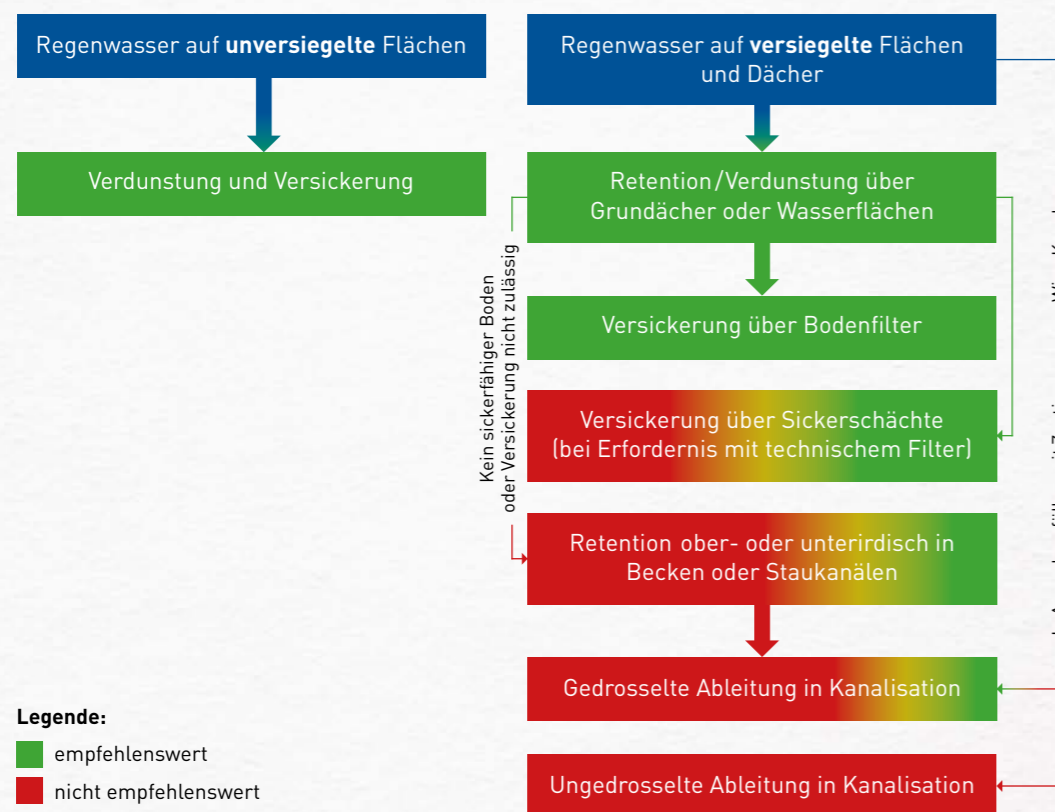 Regenwasser auf unversiegelte Flächen
Verdunstung und Versickerung
Regenwasser auf versiegelte Flächen
und Dächer
Retention/Verdunstung über
Grundächer oder Wasserflächen
Versickerung über Bodenfilter
Kein sickerfähiger Boden
oder Versickerung nicht zulässig
Versickerung über Sickerschächte
(bei Erfordernis mit technischem Filter)
Retention ober- oder unterirdisch in
Becken oder Staukanälen
Gedrosselte Ableitung in Kanalisation
Ungedrosselte Ableitung in Kanalisation
Legende:
empfehlenswert
nicht empfehlenswert